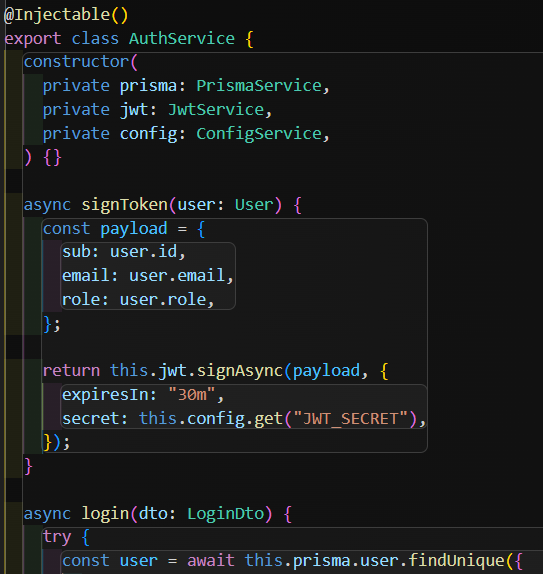 @Injectable()
export class AuthService {
constructor(
private prisma: PrismaService,
private jwt: JwtService,
private config: ConfigService,
) {}
async signToken(user: User) {
const payload = {
sub: user.id,
email: user.email,
role: user.role,
};
return this.jwt.signAsync(payload, {
expiresIn: "30m",
secret: this.config.get("JWT_SECRET"),
});
}
async login(dto: LoginDto) {
try {
const user = await this.prisma.user.findUnique({